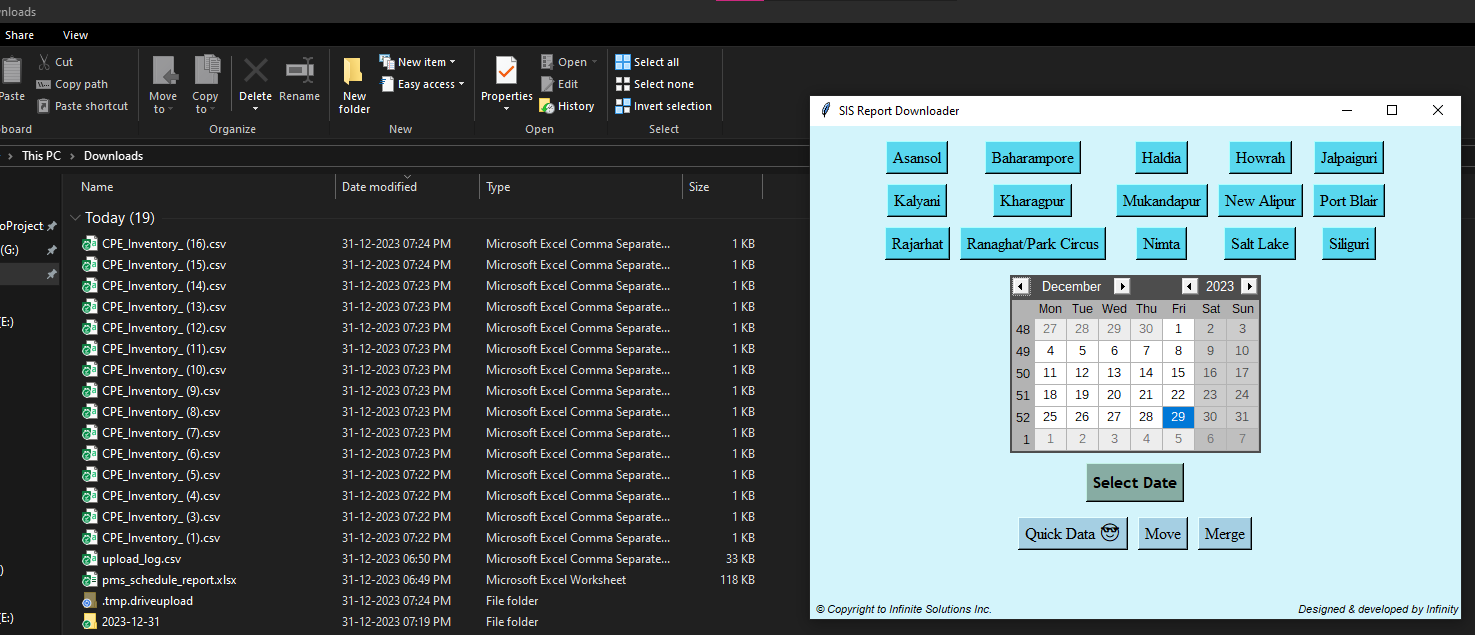 nloads
Share View
Paste
Cut
Copy path
Paste shortcut
board
Move to
Copy to
Delete
Rename
Organize
New folder
New item
Easy access
New
Properties
Open
Edit
History
Open
Select all
Select none
Invert selection
Select
This PC Downloads
Name Date modified Type Size
Today (19)
CPE_Inventory_ (16).csv 31-12-2023 07:24 PM Microsoft Excel Comma Separate... 1 KB
CPE_Inventory_ (15).csv 31-12-2023 07:24 PM Microsoft Excel Comma Separate... 1 KB
CPE_Inventory_ (14).csv 31-12-2023 07:23 PM Microsoft Excel Comma Separate... 1 KB
CPE_Inventory_ (13).csv 31-12-2023 07:23 PM Microsoft Excel Comma Separate... 1 KB
CPE_Inventory_ (12).csv 31-12-2023 07:23 PM Microsoft Excel Comma Separate... 1 KB
CPE_Inventory_ (11).csv 31-12-2023 07:23 PM Microsoft Excel Comma Separate... 1 KB
CPE_Inventory_ (10).csv 31-12-2023 07:23 PM Microsoft Excel Comma Separate... 1 KB
CPE_Inventory_ (9).csv 31-12-2023 07:23 PM Microsoft Excel Comma Separate... 1 KB
CPE_Inventory_ (8).csv 31-12-2023 07:23 PM Microsoft Excel Comma Separate... 1 KB
CPE_Inventory_ (7).csv 31-12-2023 07:23 PM Microsoft Excel Comma Separate... 1 KB
CPE_Inventory_ (6).csv 31-12-2023 07:23 PM Microsoft Excel Comma Separate... 1 KB
CPE_Inventory_ (5).csv 31-12-2023 07:22 PM Microsoft Excel Comma Separate... 1 KB
CPE_Inventory_ (4).csv 31-12-2023 07:22 PM Microsoft Excel Comma Separate... 1 KB
CPE_Inventory_ (3).csv 31-12-2023 07:22 PM Microsoft Excel Comma Separate... 1 KB
CPE_Inventory_ (1).csv 31-12-2023 07:22 PM Microsoft Excel Comma Separate... 1 KB
upload_log.csv 31-12-2023 06:50 PM Microsoft Excel Comma Separate... 33 KB
pms_schedule_report.xlsx 31-12-2023 06:49 PM Microsoft Excel Worksheet 118 KB
.tmp.driveupload 31-12-2023 07:24 PM File folder
2023-12-31 31-12-2023 07:19 PM File folder
oProject
(G:)
E:)
)
E:)
SIS Report Downloader
Asansol Baharampore Haldia Howrah Jalpaiguri
Kalyani Kharagpur Mukandapur New Alipur Port Blair
Rajarhat Ranaghat/Park Circus Nimta Salt Lake Siliguri
December 2023
Mon Tue Wed Thu Fri Sat Sun
48 27 28 29 30 1 2 3
49 4 5 6 7 8 9 10
50 11 12 13 14 15 16 17
51 18 19 20 21 22 23 24
52 25 26 27 28 29 30 31
1 1 2 3 4 5 6 7
Select Date
Quick Data 🤓 Move Merge
© Copyright to Infinite Solutions Inc. Designed & developed by Infinity